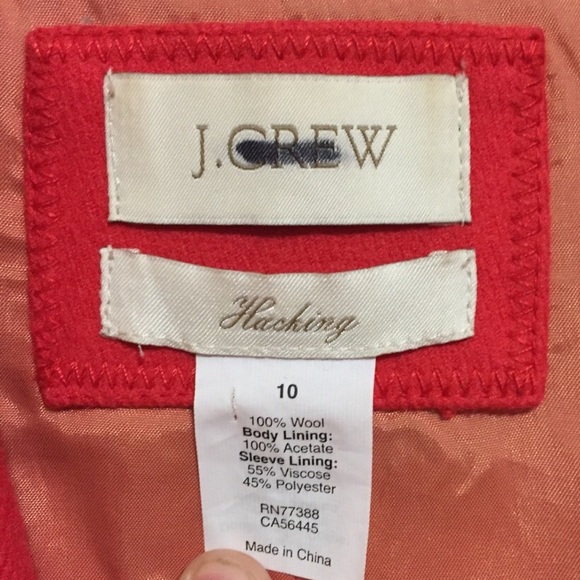 J.CREW
Hacking
10
100% Wool
Body Lining:
100% Acetate
Sleeve Lining:
55% Viscose
45% Polyester
RN77388
CA56445
Made in China